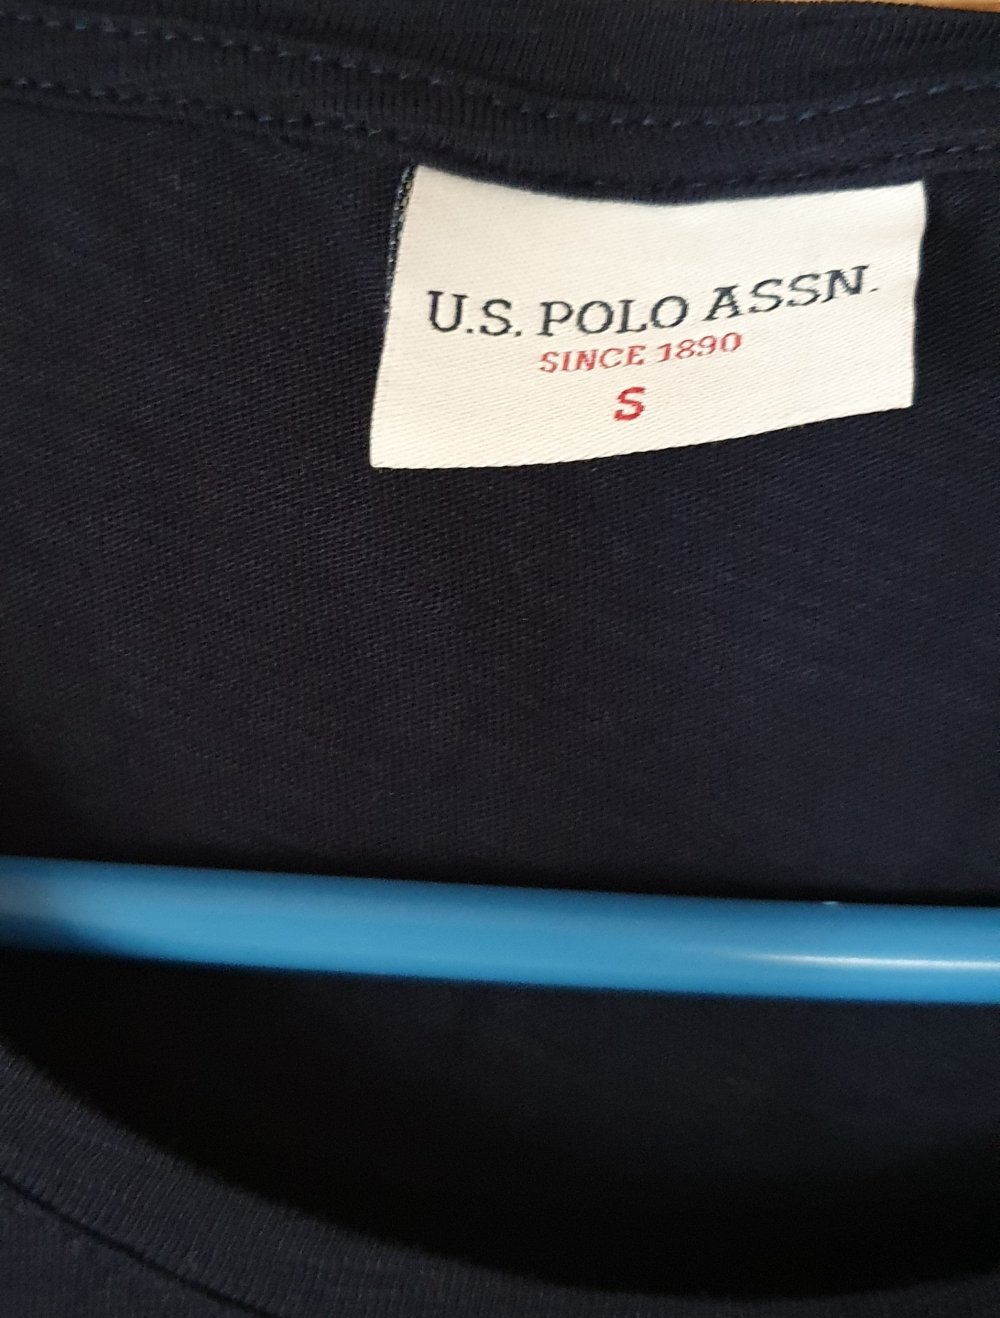 U.S. POLO ASSN.
SINCE 1890
S